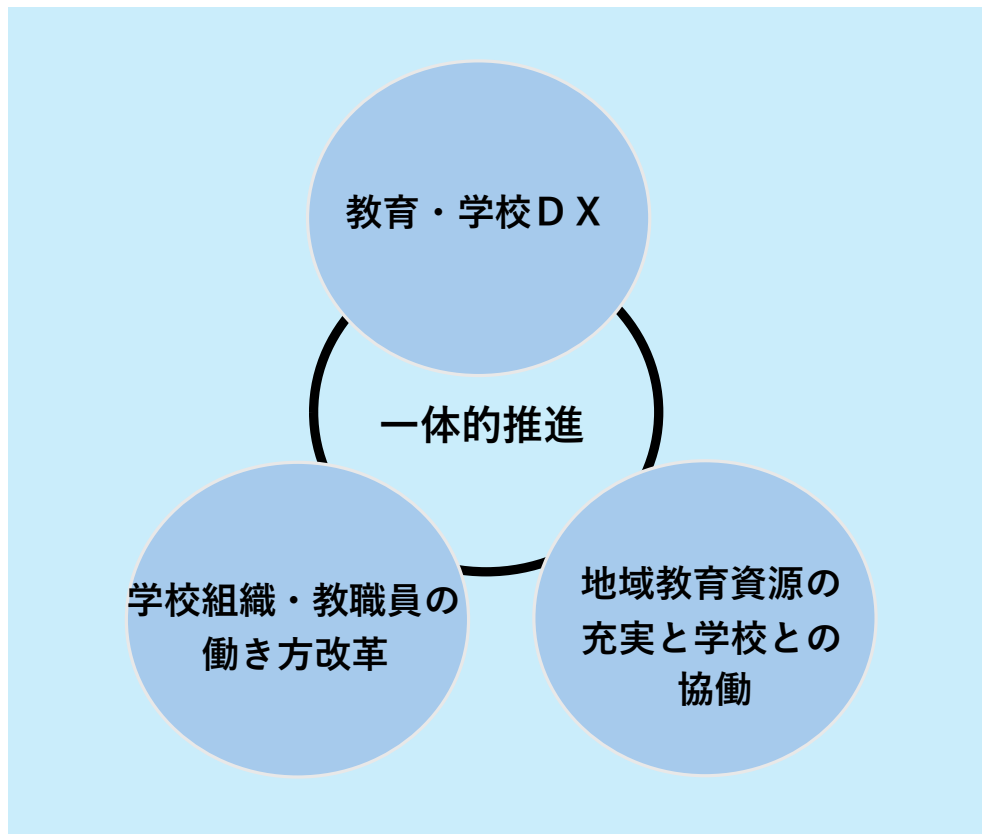 教育・学校ＤＸ
一体的推進
学校組織・教職員の
働き方改革
地域教育資源の
充実と学校との
協働